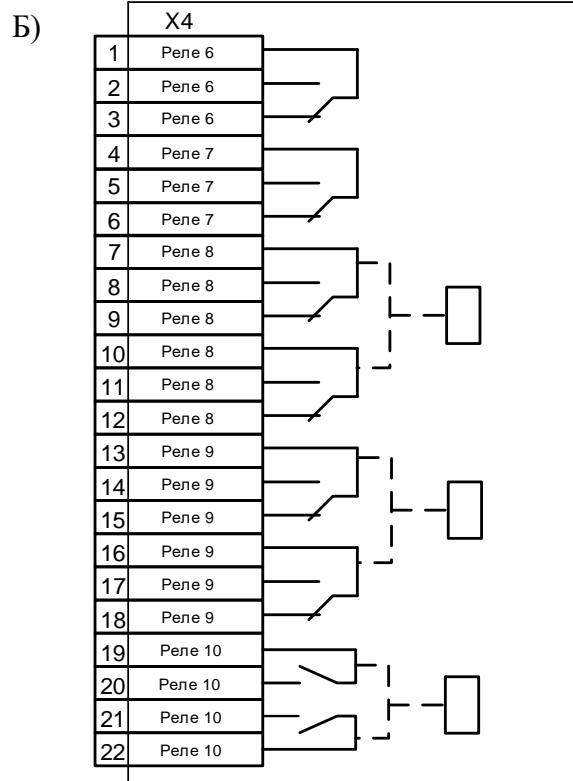 Б)
X4
1 Реле 6
2 Реле 6
3 Реле 6
4 Реле 7
5 Реле 7
6 Реле 7
7 Реле 8
8 Реле 8
9 Реле 8
10 Реле 8
11 Реле 8
12 Реле 8
13 Реле 9
14 Реле 9
15 Реле 9
16 Реле 9
17 Реле 9
18 Реле 9
19 Реле 10
20 Реле 10
21 Реле 10
22 Реле 10